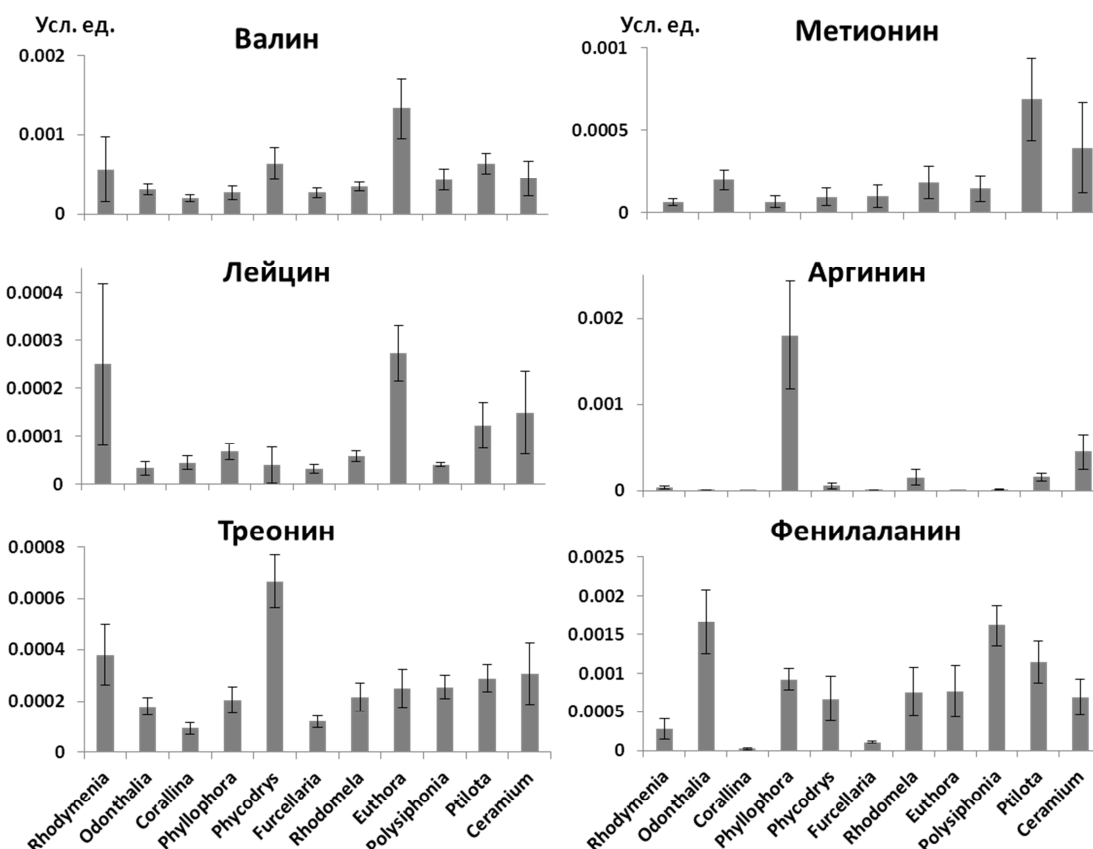 Усл. ед.
Валин
0.002
0.001
0
Усл. ед.
Метионин
0.001
0.0005
0
Лейцин
0.0004
0.0003
0.0002
0.0001
0
Аргинин
0.002
0.001
0
Треонин
0.0008
0.0006
0.0004
0.0002
0
Rhodymenia
Odonthalia
Corallina
Phyllophora
Phycodrys
Furcellaria
Rhodomela
Euthora
Polysiphonia
Ptilota
Ceramium
Фенилаланин
0.0025
0.002
0.0015
0.001
0.0005
0
Rhodymenia
Odonthalia
Corallina
Phyllophora
Phycodrys
Furcellaria
Rhodomela
Euthora
Polysiphonia
Ptilota
Ceramium